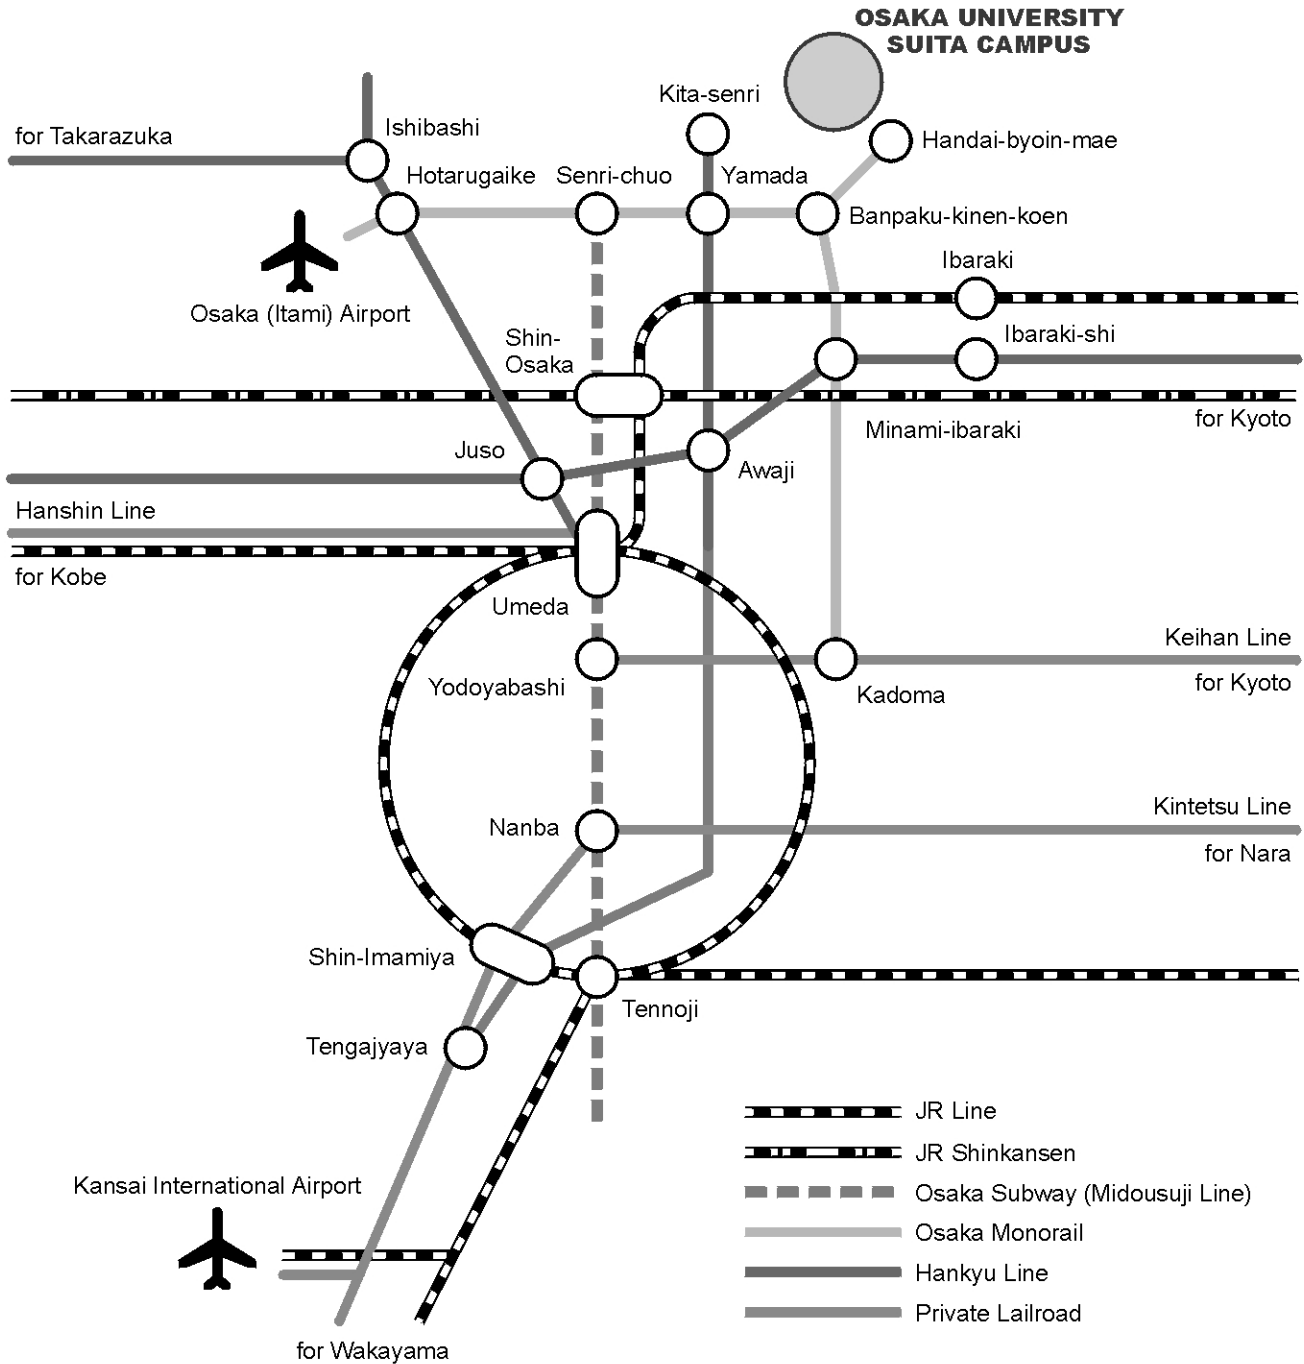 OSAKA UNIVERSITY
SUITA CAMPUS
Kita-senri
for Takarazuka
Ishibashi
Handai-byoin-mae
Hotarugaike
Senri-chuo
Yamada
Banpaku-kinen-koen
Ibaraki
Osaka (Itami) Airport
Shin-
Osaka
Ibaraki-shi
for Kyoto
Minami-ibaraki
Juso
Awaji
Hanshin Line
for Kobe
Umeda
Keihan Line
Yodoyabashi
for Kyoto
Kadoma
Kintetsu Line
Nanba
for Nara
Shin-Imamiya
Tennoji
Tengajyaya
JR Line
JR Shinkansen
Kansai International Airport
Osaka Subway (Midousuji Line)
Osaka Monorail
Hankyu Line
Private Lailroad
for Wakayama